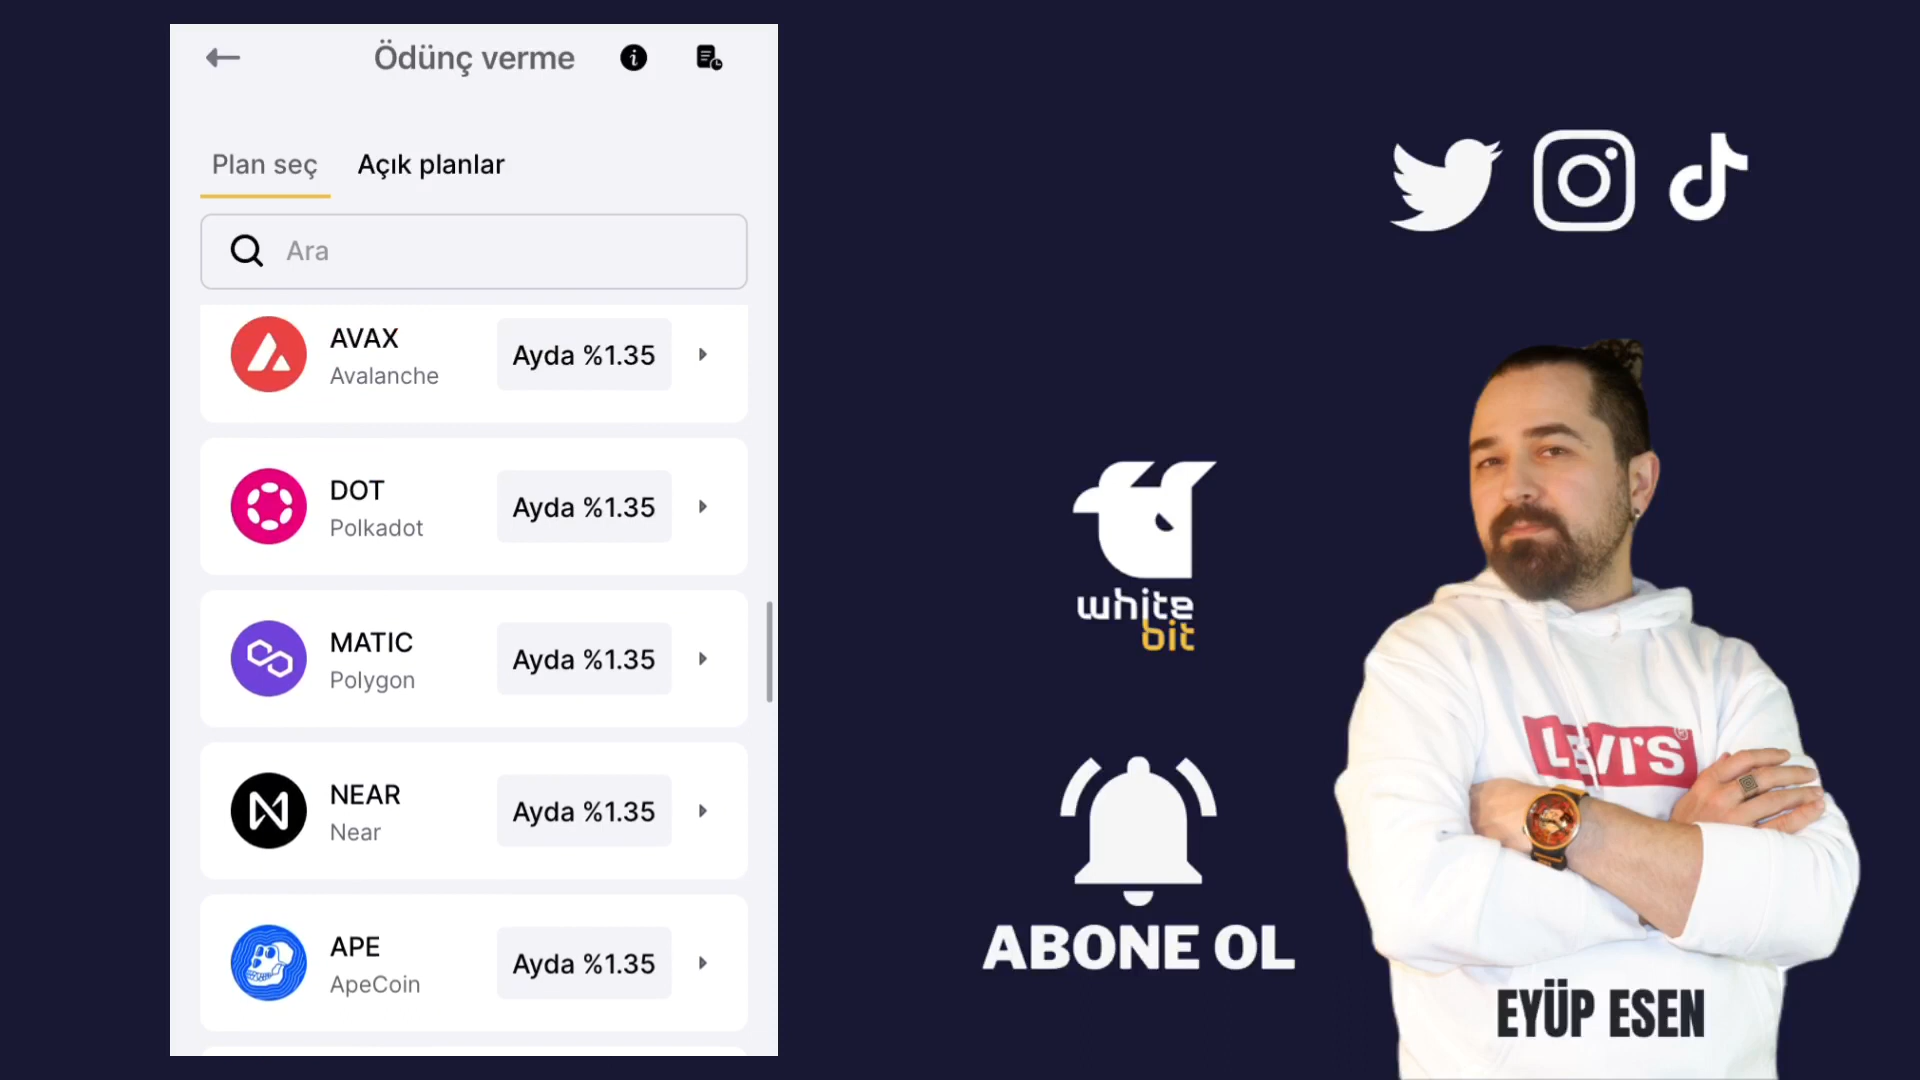 Ödünç verme
Plan seç
Açık planlar
Ara
AVAX
Avalanche
Ayda %1.35
DOT
Polkadot
Ayda %1.35
MATIC
Polygon
Ayda %1.35
NEAR
Near
Ayda %1.35
APE
ApeCoin
Ayda %1.35
white
bit
ABONE OL
LEVI'S®
EYÜP ESEN